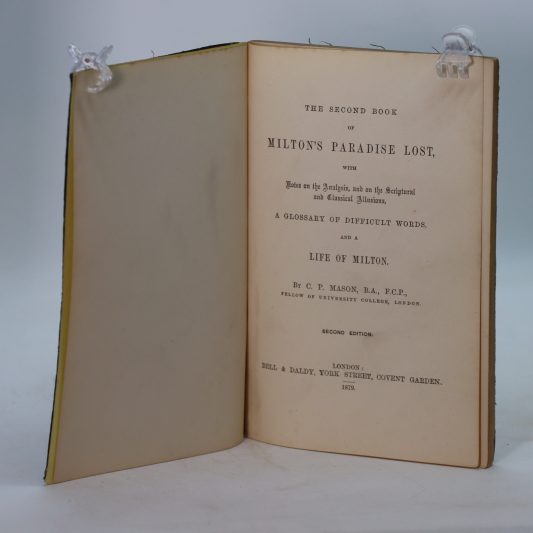 THE SECOND BOOK
OF
MILTON'S PARADISE LOST,
WITH
Notes on the Analysis, and on the Scriptural
and Classical Allusions,
A GLOSSARY OF DIFFICULT WORDS,
AND A
LIFE OF MILTON.
BY C. P. MASON, B.A., F.C.P.,
FELLOW OF UNIVERSITY COLLEGE, LONDON.
SECOND EDITION.
LONDON:
BELL & DALDY, YORK STREET, COVENT GARDEN.